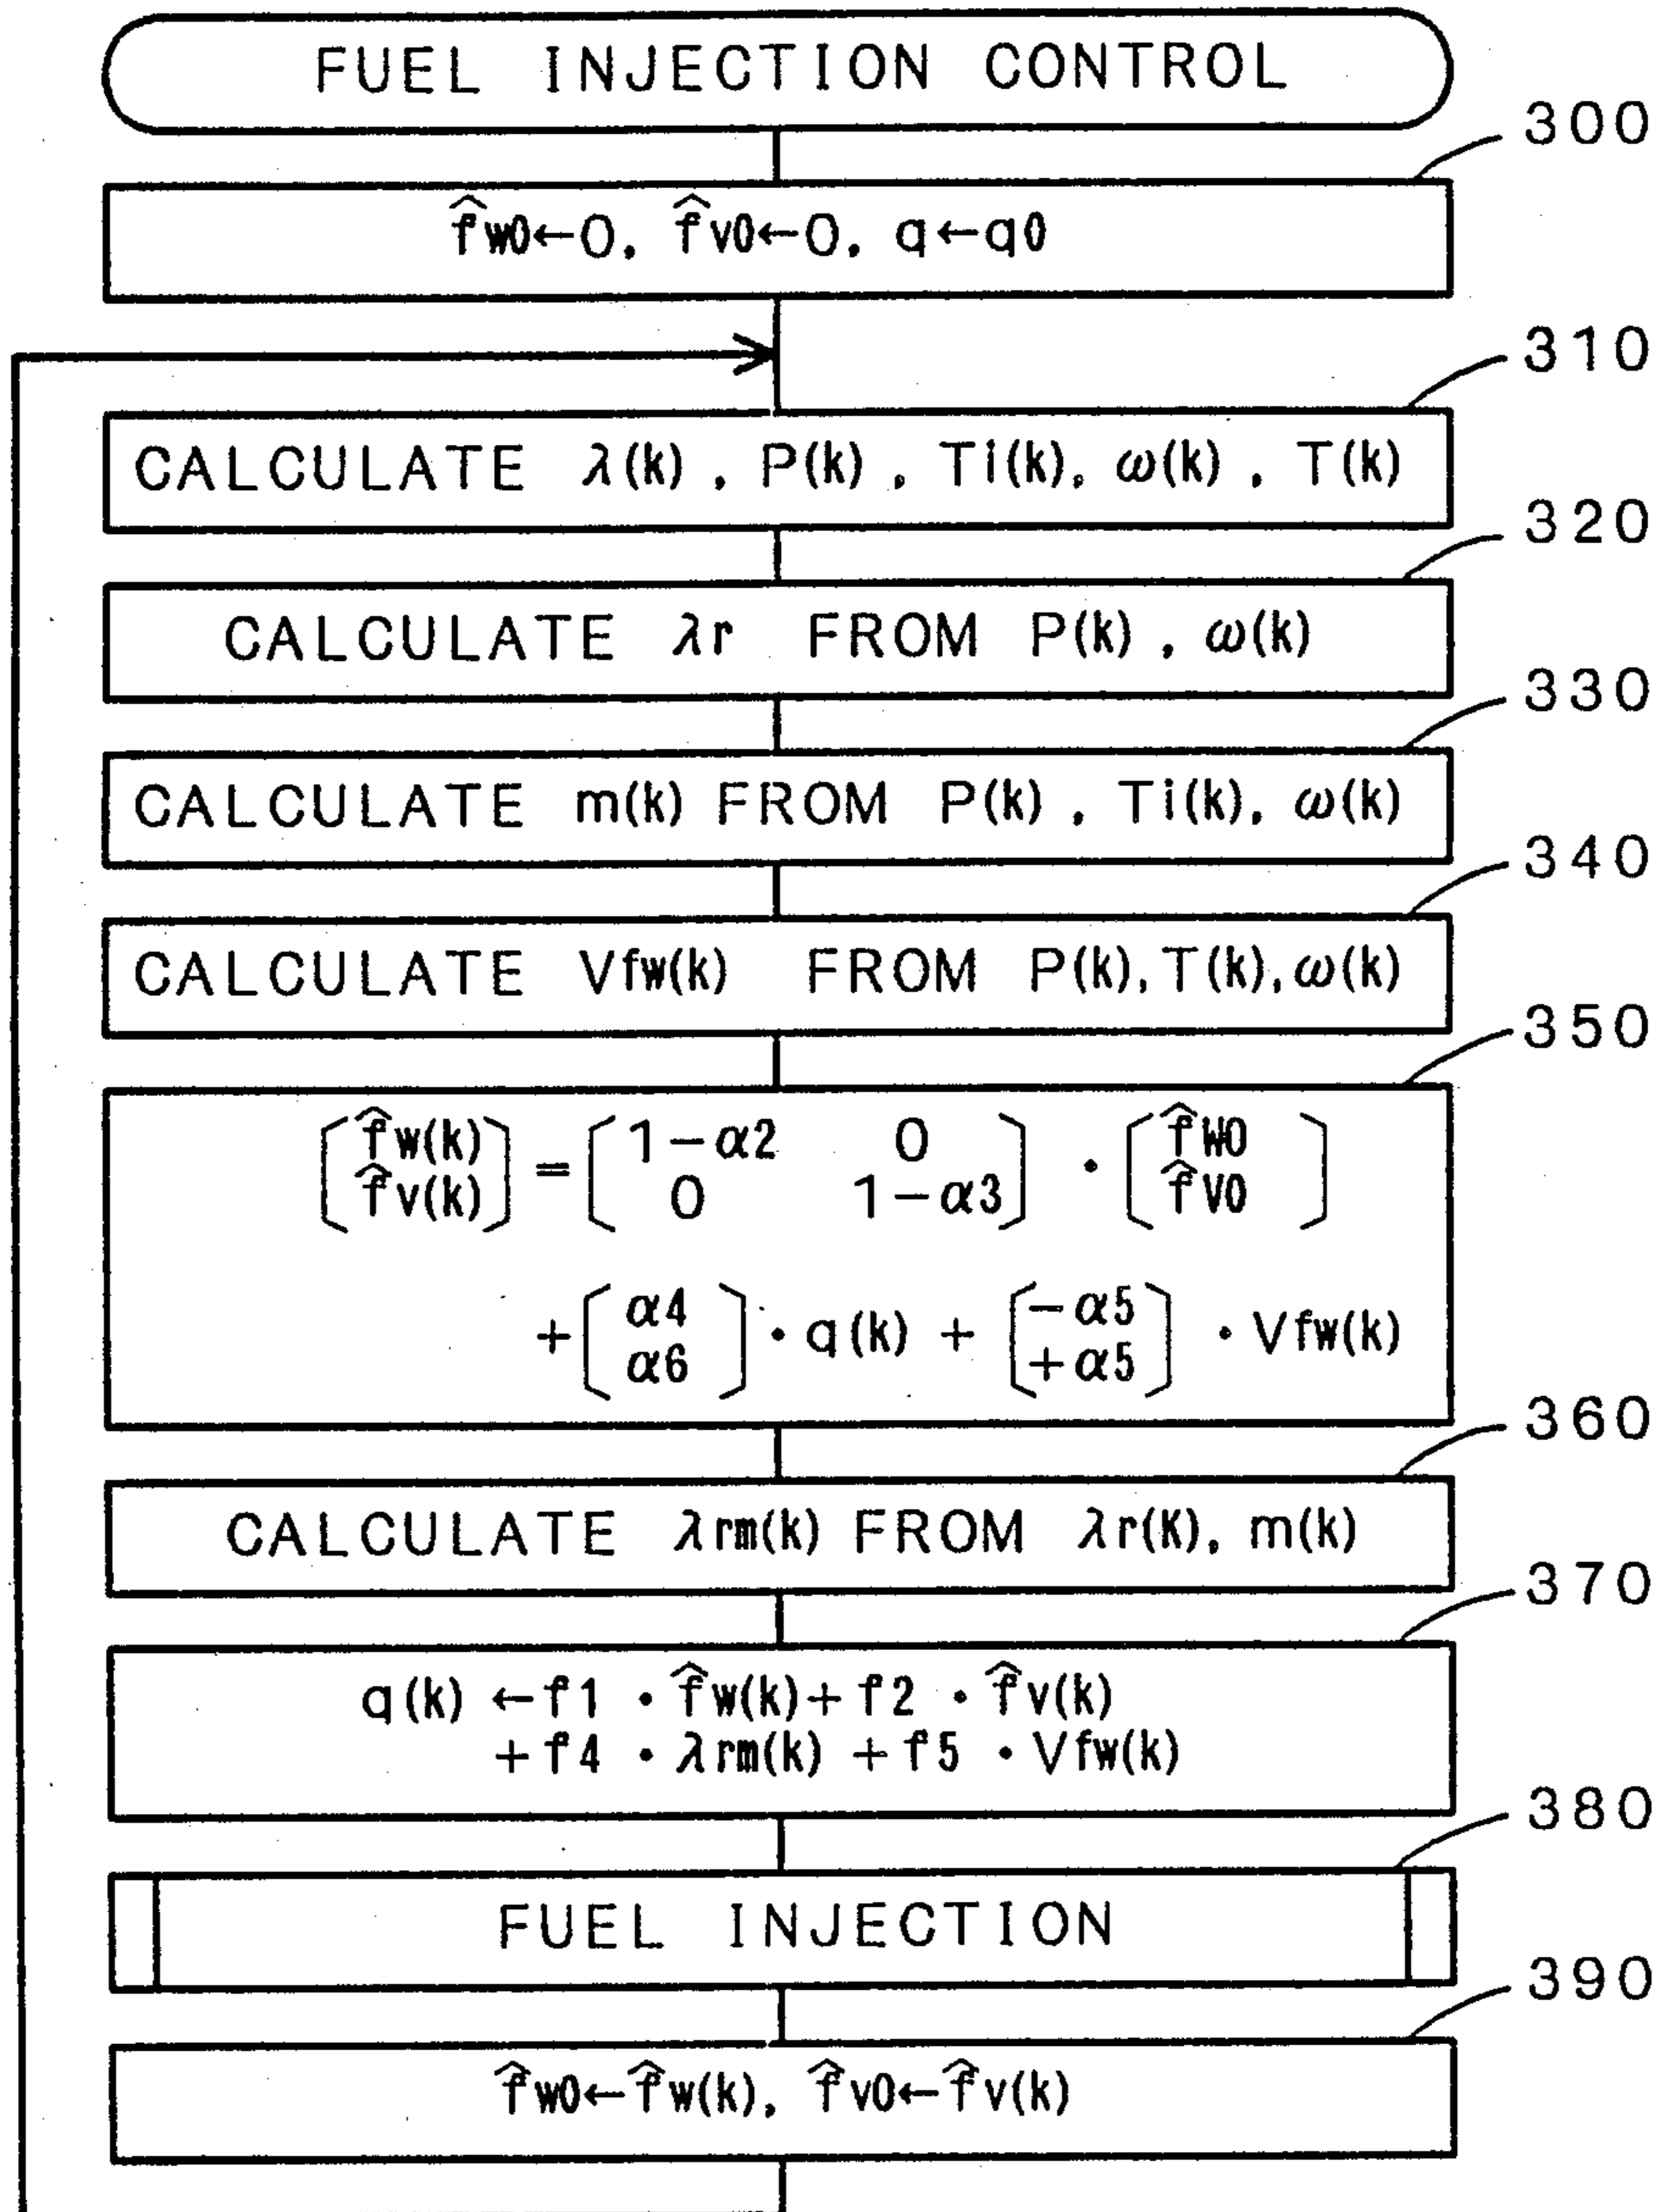 FUEL INJECTION CONTROL
300
f̂w0←0, f̂v0←0, q←q0
310
CALCULATE λ(k), P(k), Ti(k), ω(k), T(k)
320
CALCULATE λr FROM P(k), ω(k)
330
CALCULATE m(k) FROM P(k), Ti(k), ω(k)
340
CALCULATE Vfw(k) FROM P(k), T(k), ω(k)
350
[f̂w(k)] = [1-α2 0] · [f̂W0]
[f̂v(k)] [0 1-α3] [f̂V0]
+ [α4] · q(k) + [-α5] · Vfw(k)
[α6] [+α5]
360
CALCULATE λrm(k) FROM λr(K), m(k)
370
q(k) ←f1 · f̂w(k)+ f2 · f̂v(k)
+ f4 · λrm(k) + f5 · Vfw(k)
380
FUEL INJECTION
390
f̂w0←f̂w(k), f̂v0←f̂v(k)